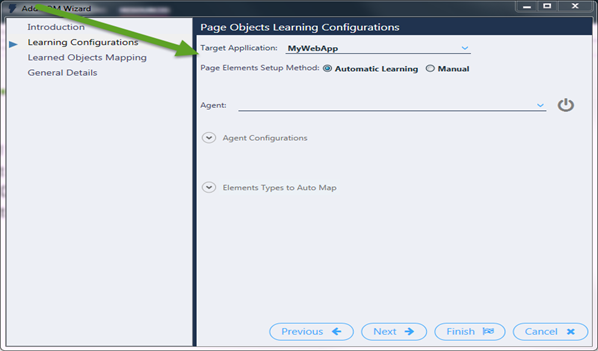 Add POM Wizard
Introduction
Learning Configurations
Learned Objects Mapping
General Details
Page Objects Learning Configurations
Target Appllication: MyWebApp
Page Elements Setup Method: Automatic Learning Manual
Agent:
Agent Configurations
Elements Types to Auto Map
Previous
Next
Finish
Cancel